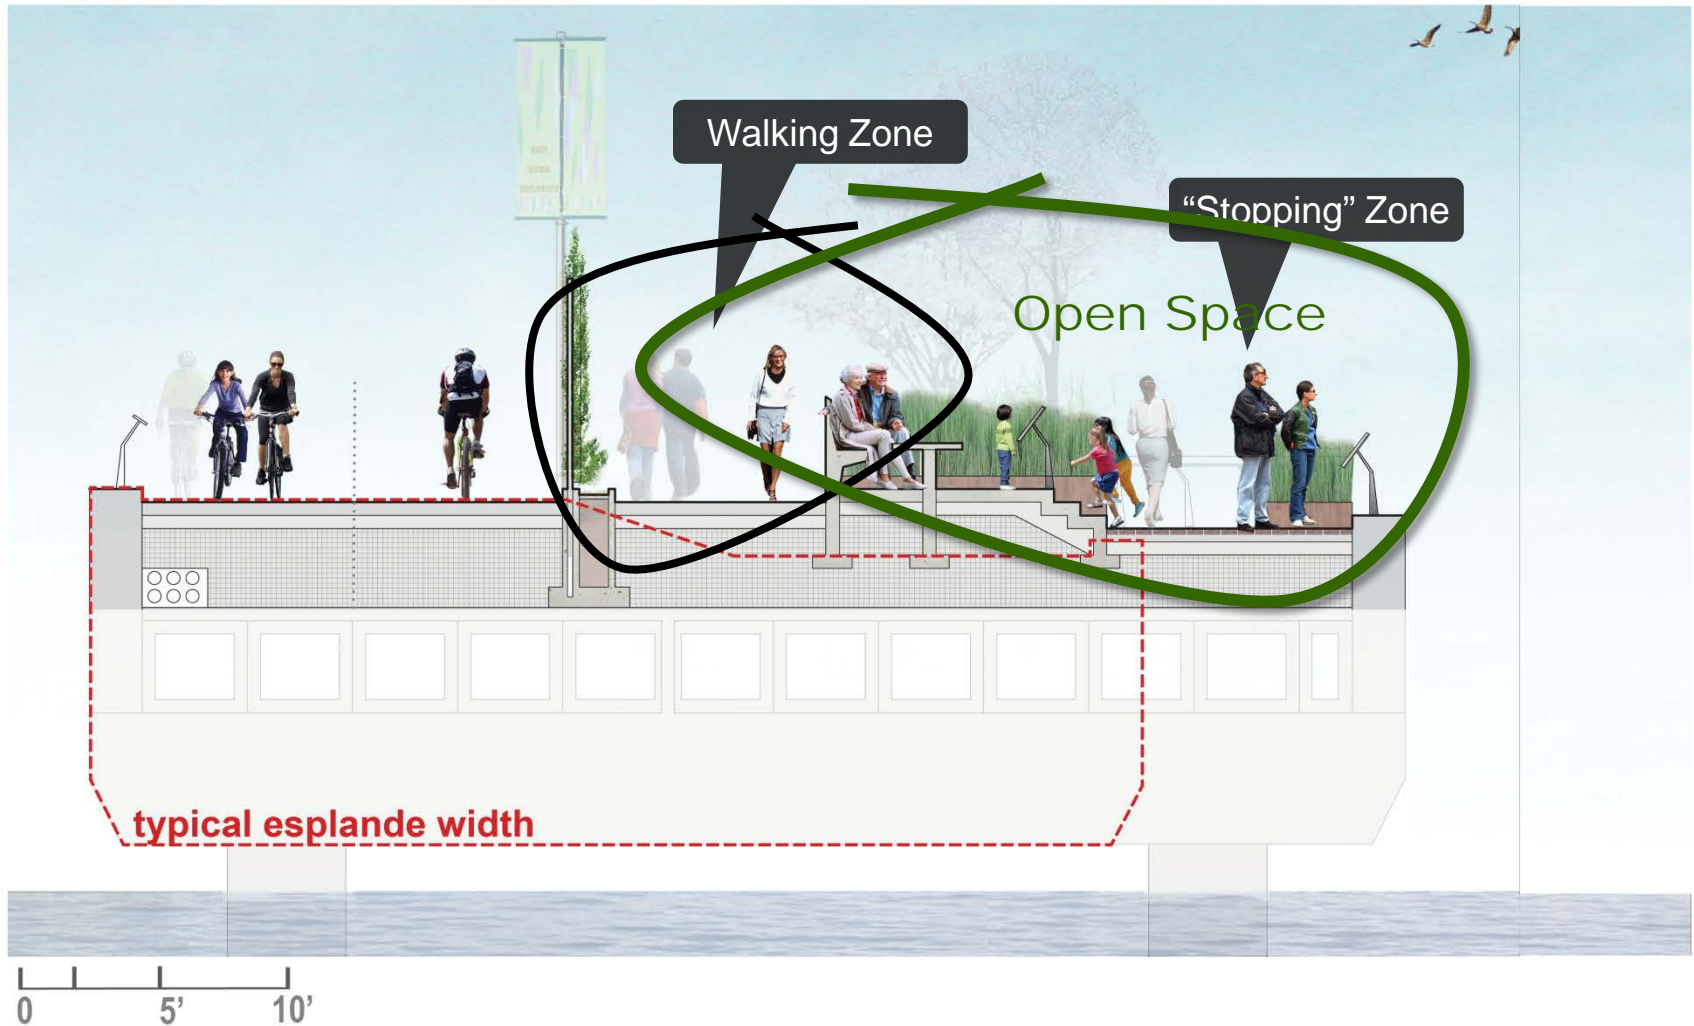 Walking Zone
“Stopping” Zone
Open Space
typical esplande width
0 5’ 10’